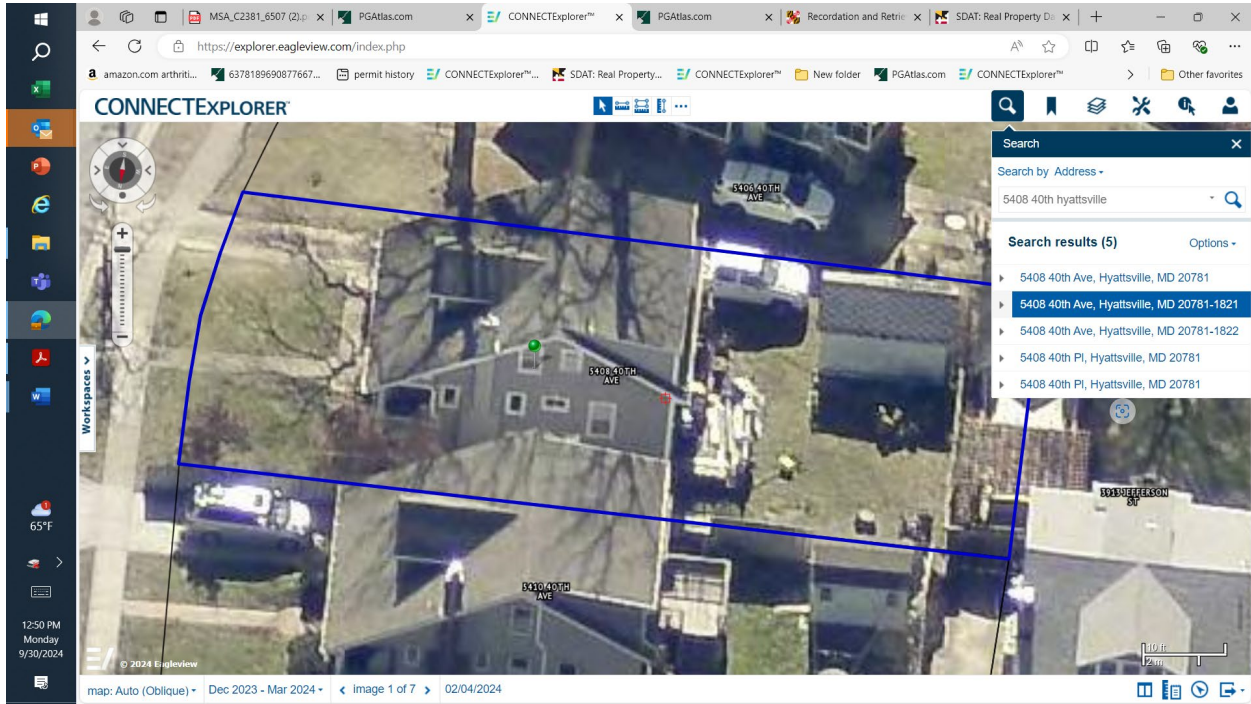 MSA_C2381_6507 (2).p
PGAtlas.com
CONNECTExplorer™
PGAtlas.com
Recordation and Retrie
SDAT: Real Property Da
https://explorer.eagleview.com/index.php
amazon.com arthriti...
6378189690877667...
permit history
CONNECTExplorer™...
SDAT: Real Property...
CONNECTExplorer™
New folder
PGAtlas.com
CONNECTExplorer™
Other favorites
CONNECTEXPLORER™
Search
Search by Address
5408 40th hyattsville
Search results (5)
Options
5408 40th Ave, Hyattsville, MD 20781
5408 40th Ave, Hyattsville, MD 20781-1821
5408 40th Ave, Hyattsville, MD 20781-1822
5408 40th Pl, Hyattsville, MD 20781
5408 40th Pl, Hyattsville, MD 20781
5406 40TH
AVE
5408 40TH
AVE
3913 JEFFERSON
ST
5410 40TH
AVE
Workspaces
10 ft
2 m
© 2024 Eagleview
map: Auto (Oblique)
Dec 2023 - Mar 2024
image 1 of 7
02/04/2024
65°F
12:50 PM
Monday
9/30/2024